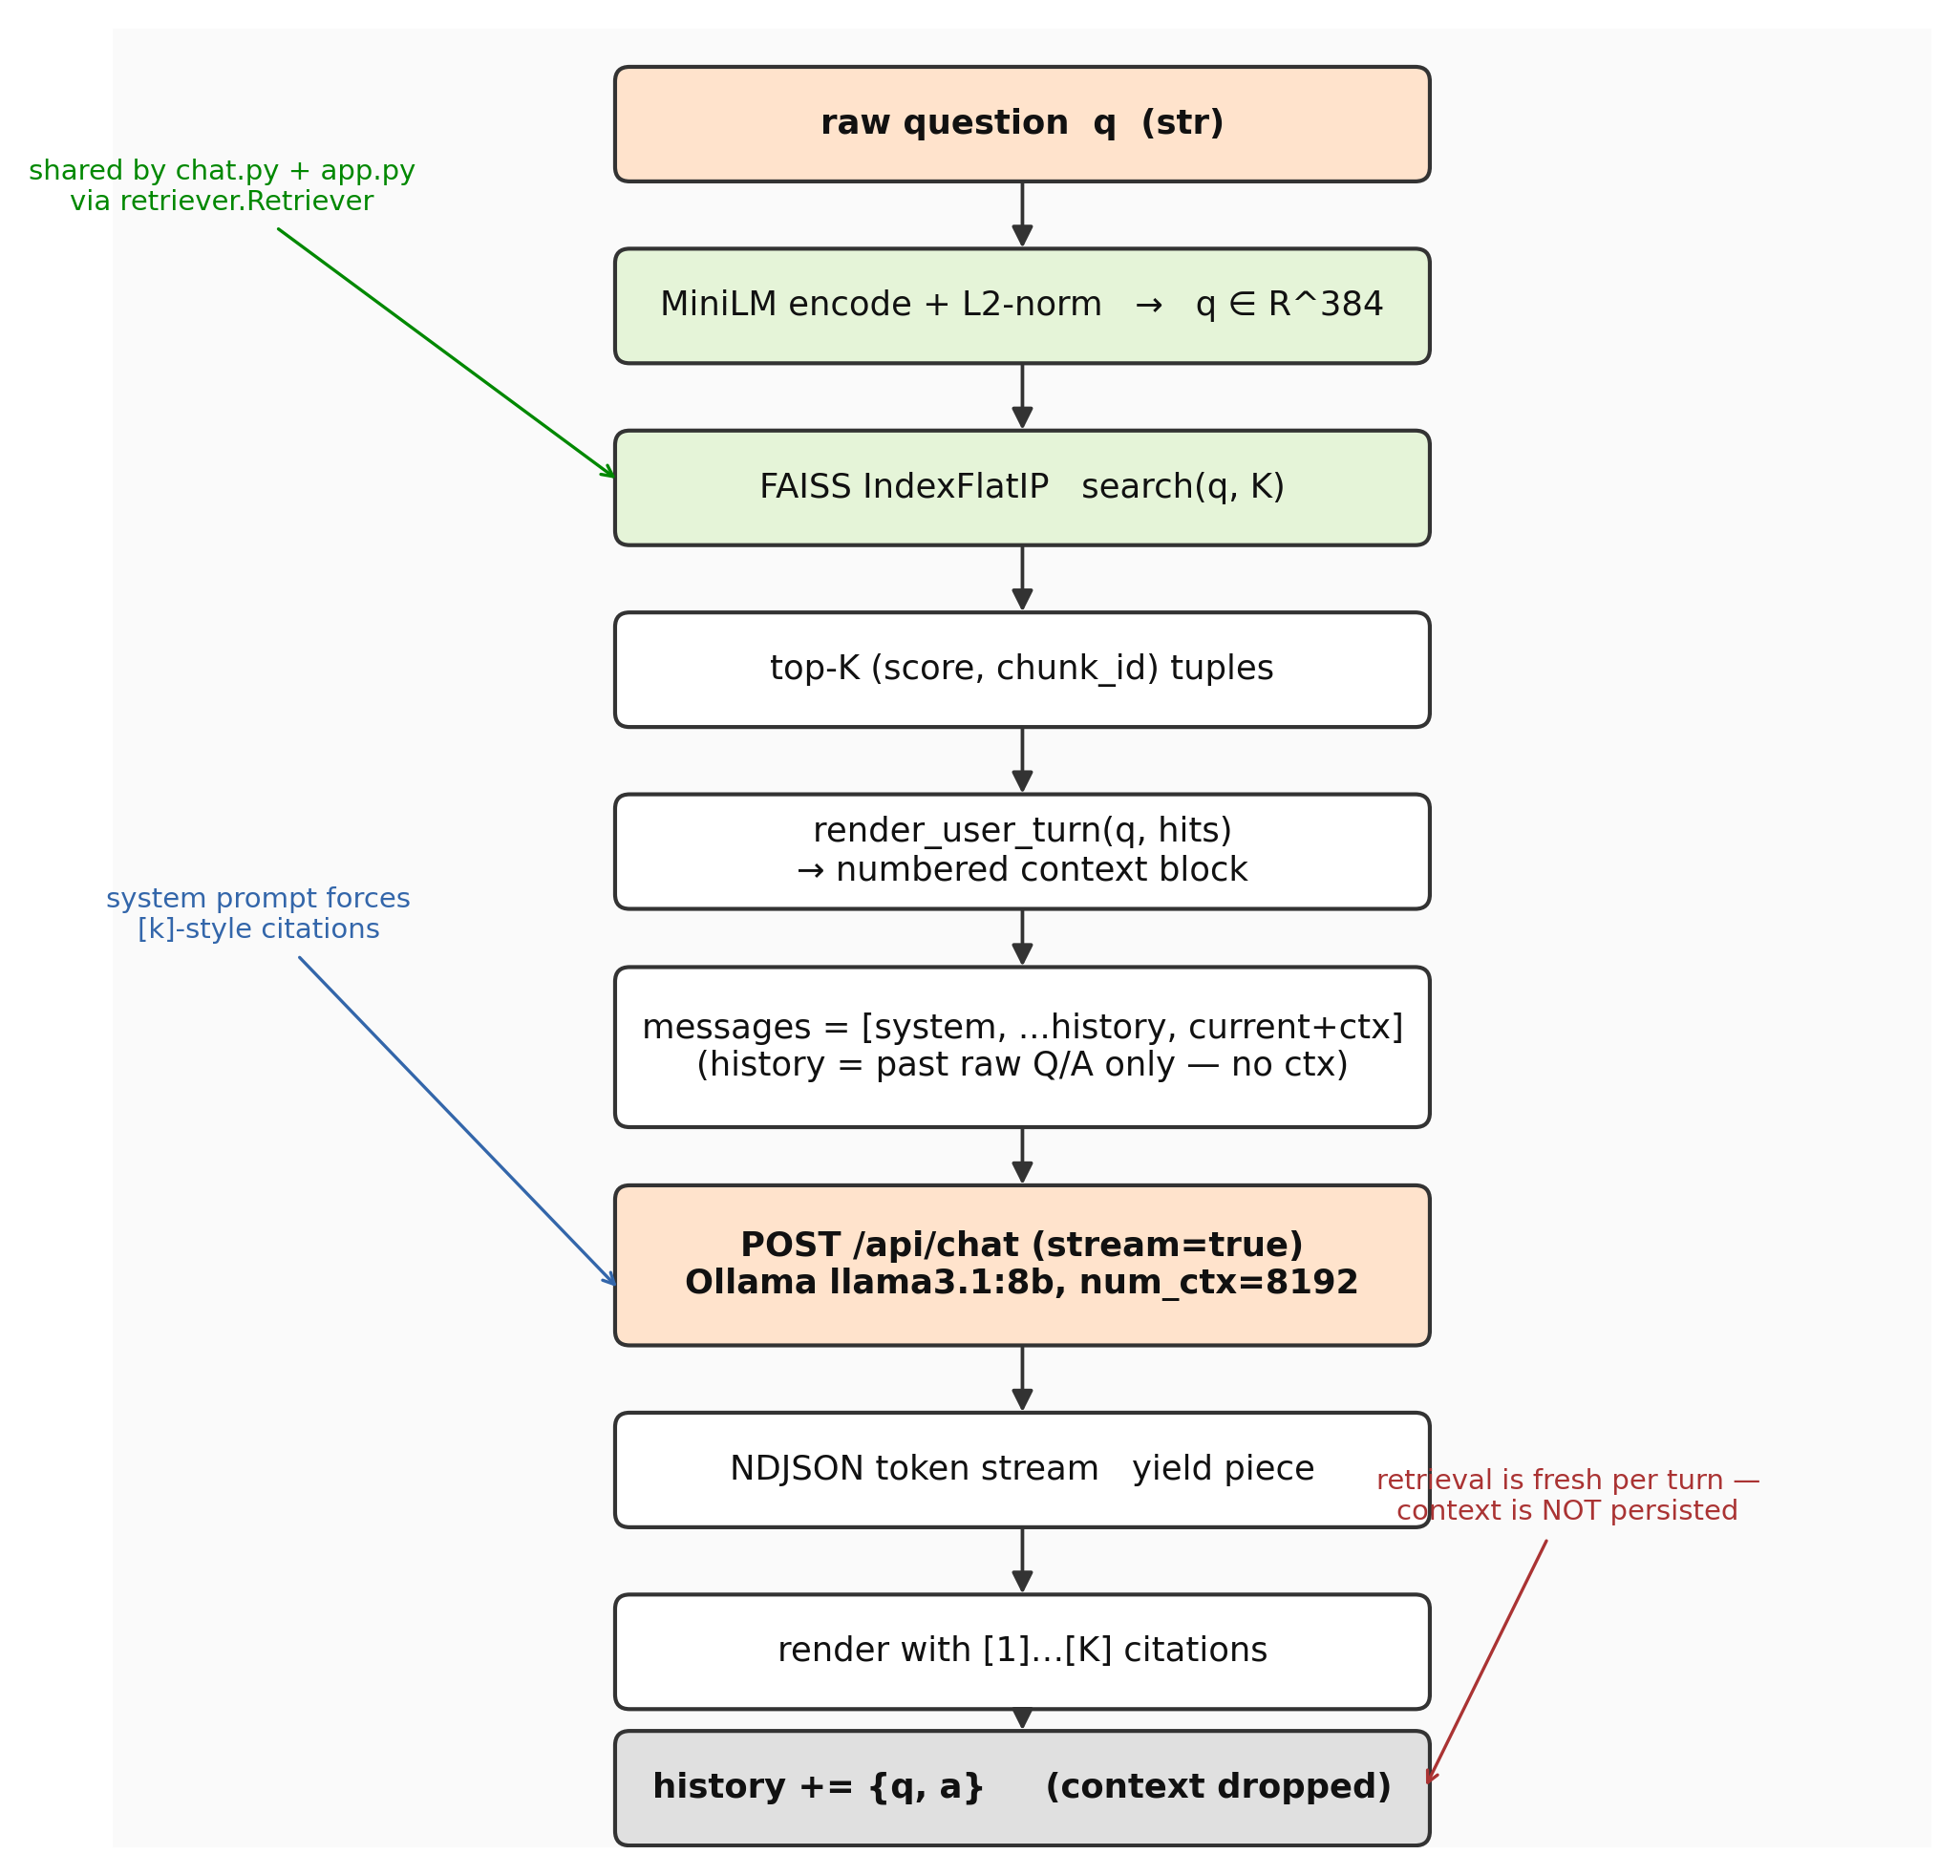 raw question  q  (str)
shared by chat.py + app.py
via retriever.Retriever
MiniLM encode + L2-norm   →   q ∈ R^384
FAISS IndexFlatIP   search(q, K)
top-K (score, chunk_id) tuples
render_user_turn(q, hits)
→ numbered context block
system prompt forces
[k]-style citations
messages = [system, ...history, current+ctx]
(history = past raw Q/A only — no ctx)
POST /api/chat (stream=true)
Ollama llama3.1:8b, num_ctx=8192
NDJSON token stream   yield piece
retrieval is fresh per turn —
context is NOT persisted
render with [1]…[K] citations
history += {q, a}     (context dropped)